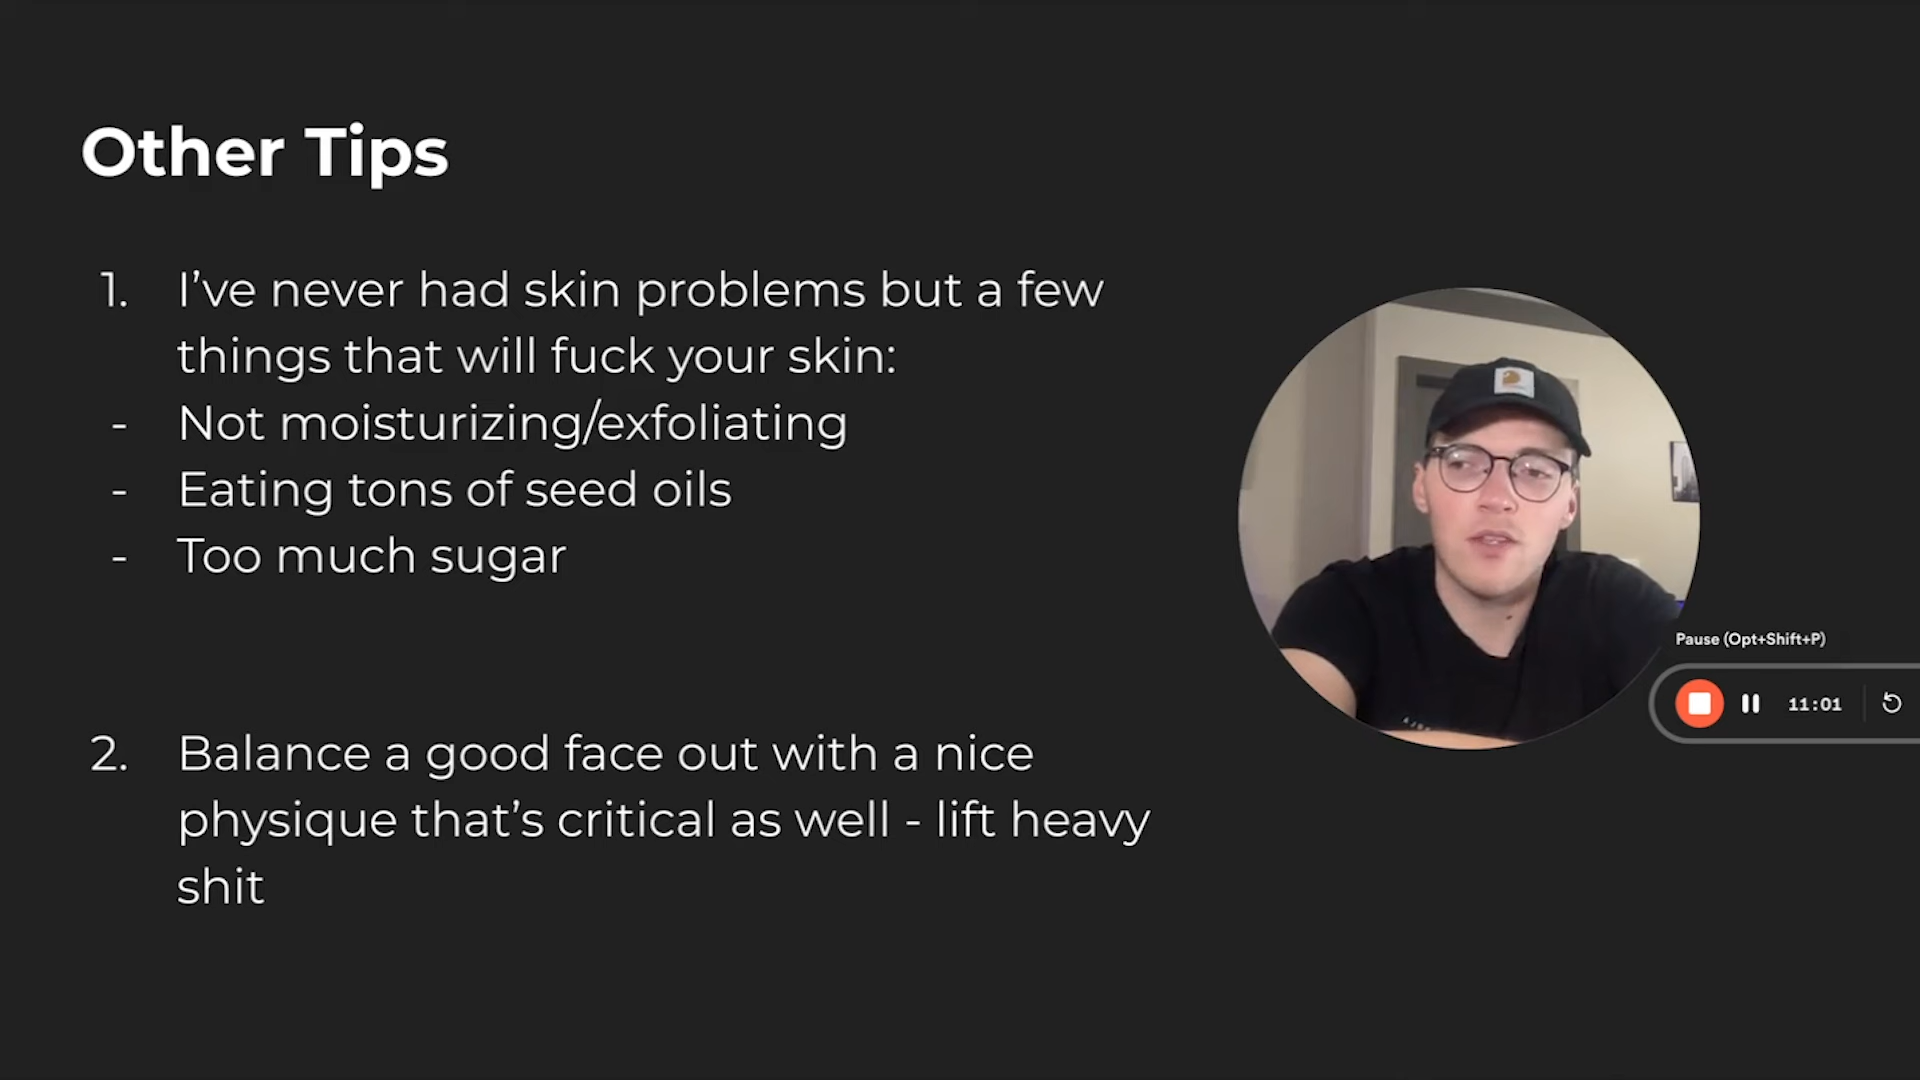 Other Tips
1. I’ve never had skin problems but a few
things that will fuck your skin:
- Not moisturizing/exfoliating
- Eating tons of seed oils
- Too much sugar
2. Balance a good face out with a nice
physique that’s critical as well - lift heavy
shit
Pause (Opt+Shift+P)
11:01